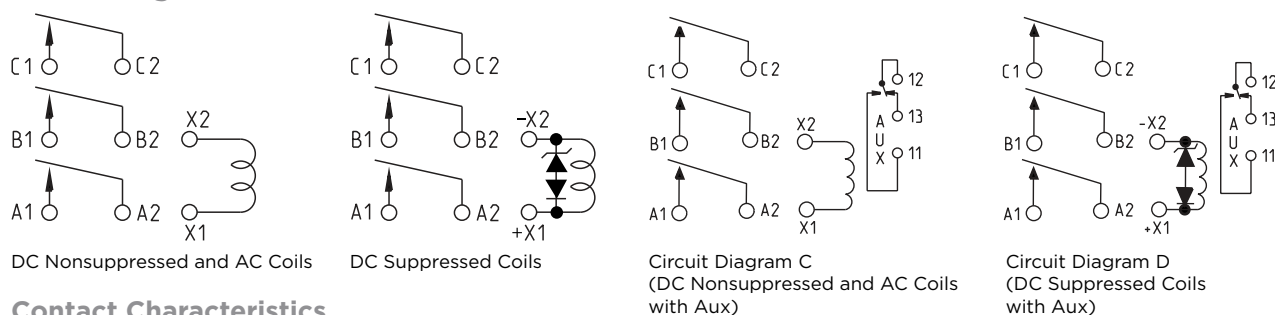 C1 C2
B1 B2 X2
A1 A2 X1
DC Nonsuppressed and AC Coils
C1 C2
B1 B2 -X2
A1 A2 +X1
DC Suppressed Coils
C1 C2
B1 B2 X2
A1 A2 X1
12
13
11
AUX
Circuit Diagram C
(DC Nonsuppressed and AC Coils
with Aux)
C1 C2
B1 B2 -X2
A1 A2 +X1
12
13
11
AUX
Circuit Diagram D
(DC Suppressed Coils
with Aux)
Contact Characteristics